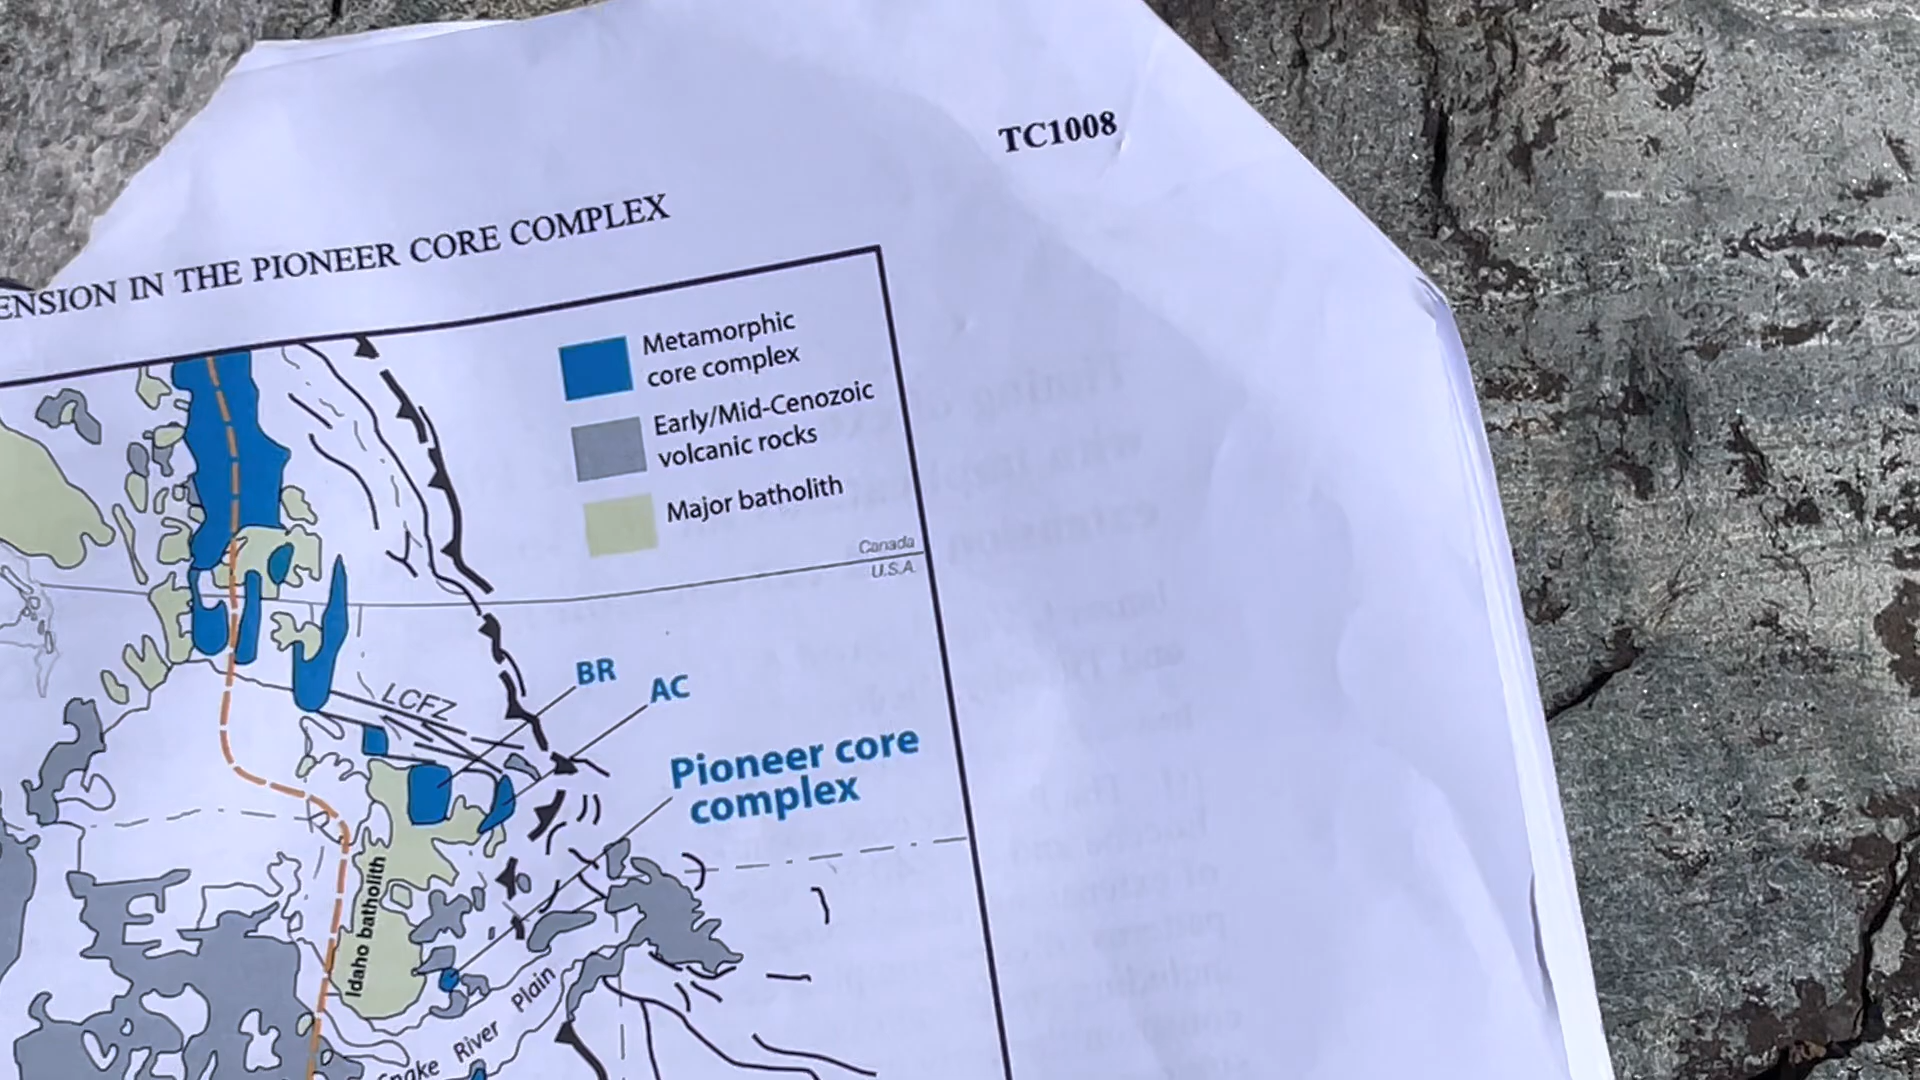 TC1008
ENSION IN THE PIONEER CORE COMPLEX
Metamorphic
core complex
Early/Mid-Cenozoic
volcanic rocks
Major batholith
Canada
U.S.A.
BR
AC
LCFZ
Pioneer core
complex
Idaho batholith
Snake River Plain